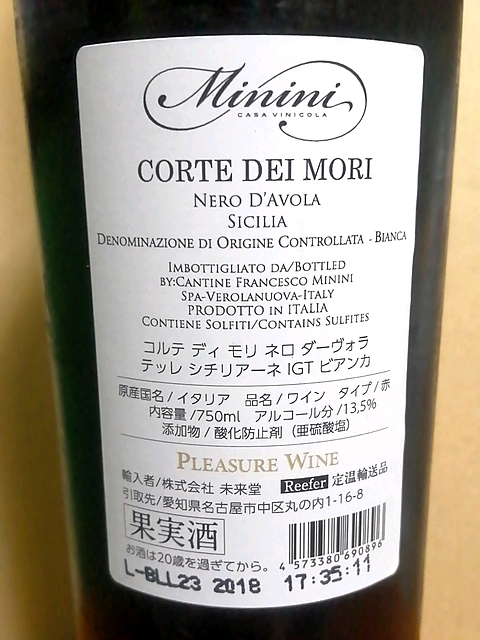 Minini
CASA VINICOLA
CORTE DEI MORI
NERO D'AVOLA
SICILIA
DENOMINAZIONE DI ORIGINE CONTROLLATA - BIANCA
IMBOTTIGLIATO DA/BOTTLED
BY:CANTINE FRANCESCO MININI
SPA-VEROLANUOVA-ITALY
PRODOTTO IN ITALIA
CONTIENE SOLFITI/CONTAINS SULFITES
コルテ ディ モリ ネロ ダーヴォラ
テッレ シチリアーネ IGT ビアンカ
原産国名/イタリア 品名/ワイン タイプ/赤
内容量/750ml アルコール分/13,5%
添加物/酸化防止剤（亜硫酸塩）
PLEASURE WINE
輸入者/株式会社 未来堂 Reefer 定温輸送品
引取先/愛知県名古屋市中区丸の内1-16-8
果実酒
お酒は20歳を過ぎてから。
4 573380 690896
L-BLL23 2018 17:35:11